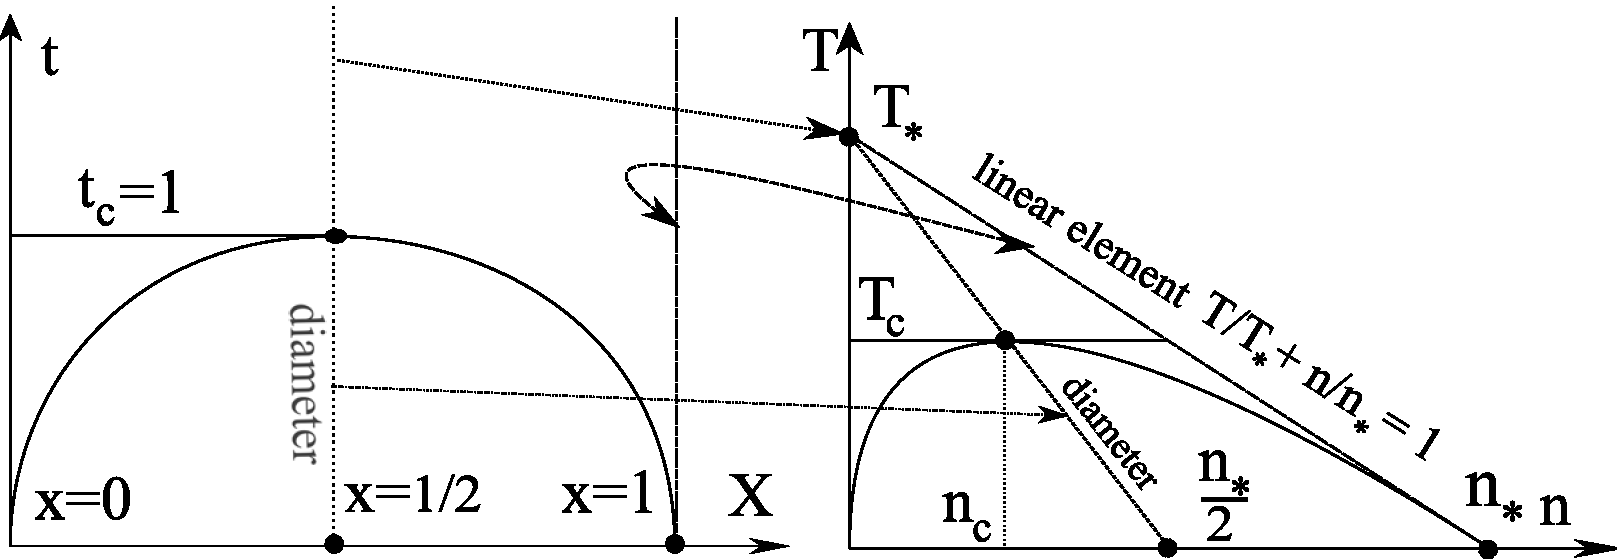 t
t_c=1
diameter
x=0
x=1/2
x=1
X
T
T_*
linear element T/T_* + n/n_* = 1
T_c
diameter
n_c
n_*/2
n_*
n